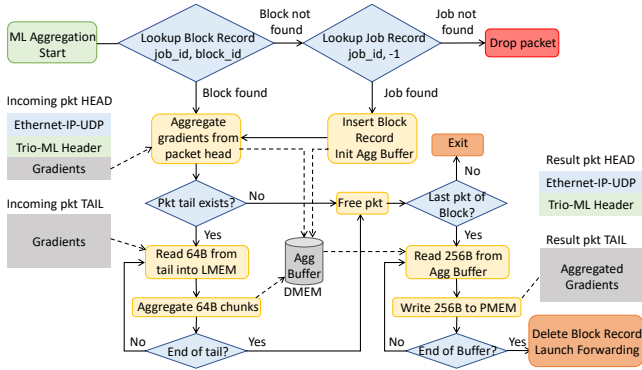 ML Aggregation
Start
Lookup Block Record
job_id, block_id
Block not
found
Lookup Job Record
job_id, -1
Job not
found
Drop packet
Block found
Job found
Incoming pkt HEAD
Ethernet-IP-UDP
Trio-ML Header
Gradients
Aggregate
gradients from
packet head
Insert Block
Record
Init Agg Buffer
Exit
Result pkt HEAD
Ethernet-IP-UDP
Trio-ML Header
No
Pkt tail exists?
No
Free pkt
Last pkt of
Block?
Incoming pkt TAIL
Gradients
Yes
Yes
Result pkt TAIL
Aggregated
Gradients
Read 64B from
tail into LMEM
Agg
Buffer
DMEM
Read 256B from
Agg Buffer
Aggregate 64B chunks
Write 256B to PMEM
No
End of tail?
Yes
No
End of Buffer?
Yes
Delete Block Record
Launch Forwarding